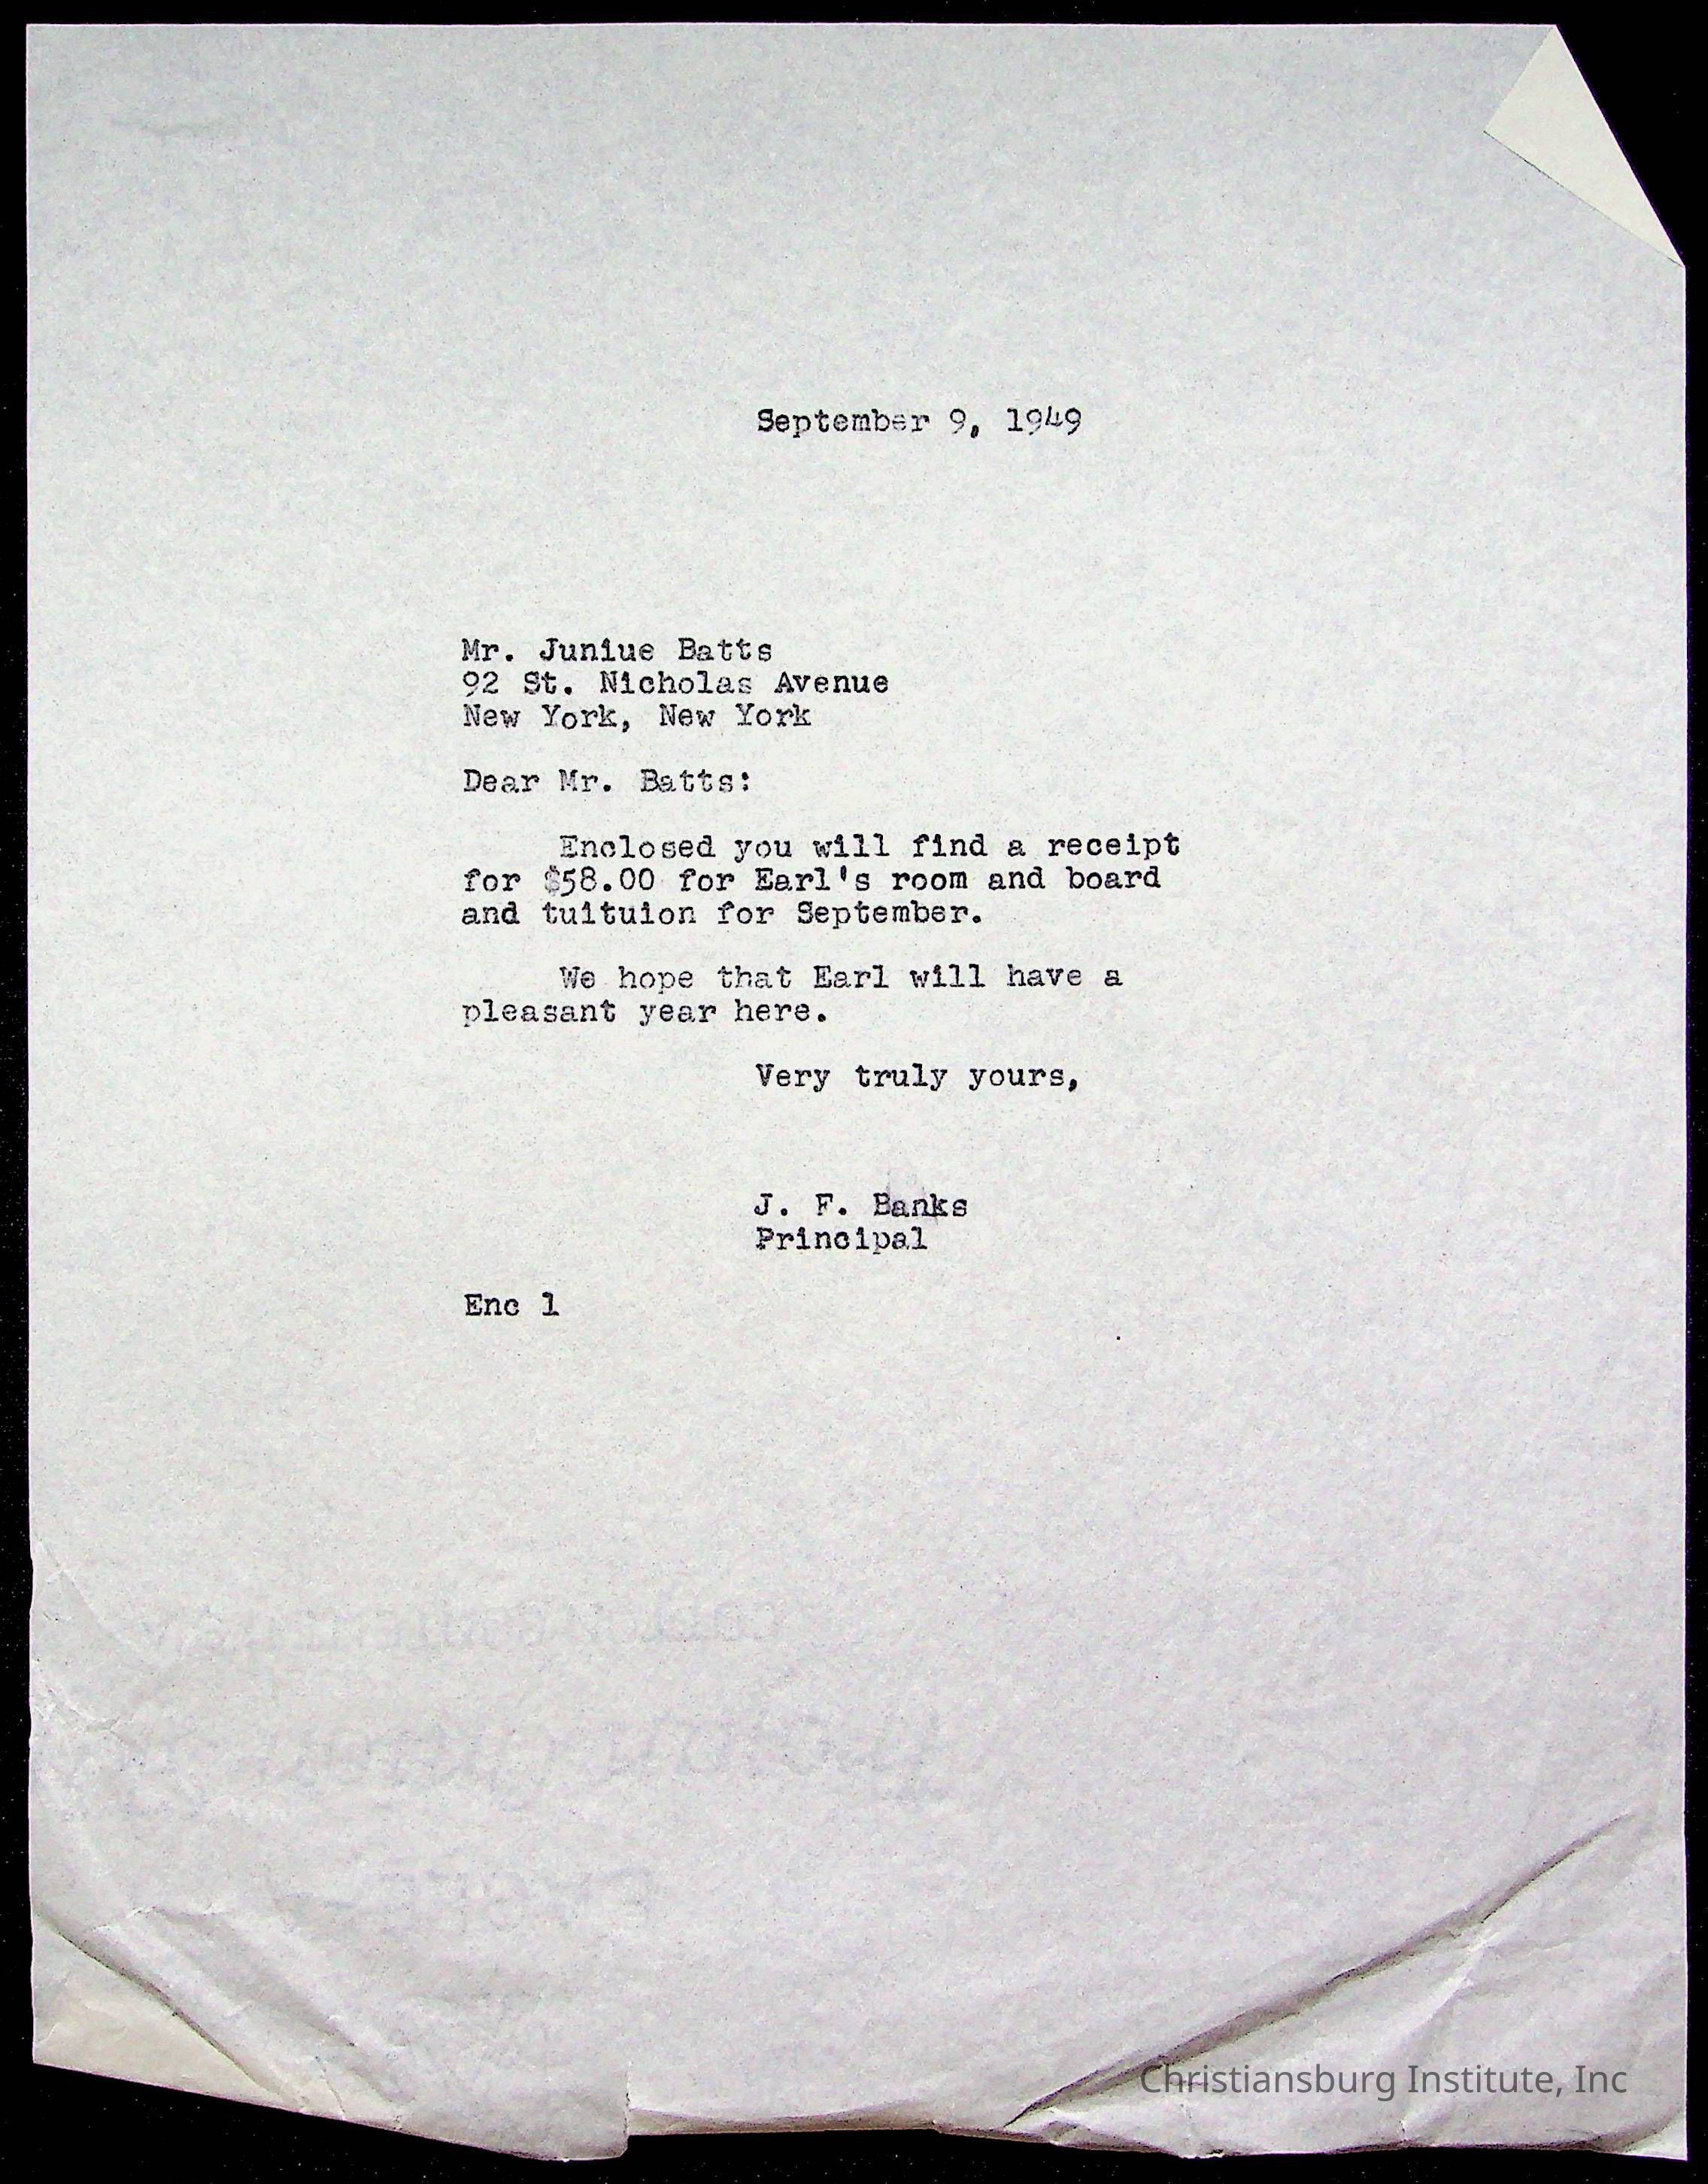 September 9, 1949
Mr. Juniue Batts
92 St. Nicholas Avenue
New York, New York
Dear Mr. Batts:
Enclosed you will find a receipt
for $58.00 for Earl's room and board
and tuituion for September.
We hope that Earl will have a
pleasant year here.
Very truly yours,
J. F. Banks
Principal
Enc 1
Christiansburg Institute, Inc